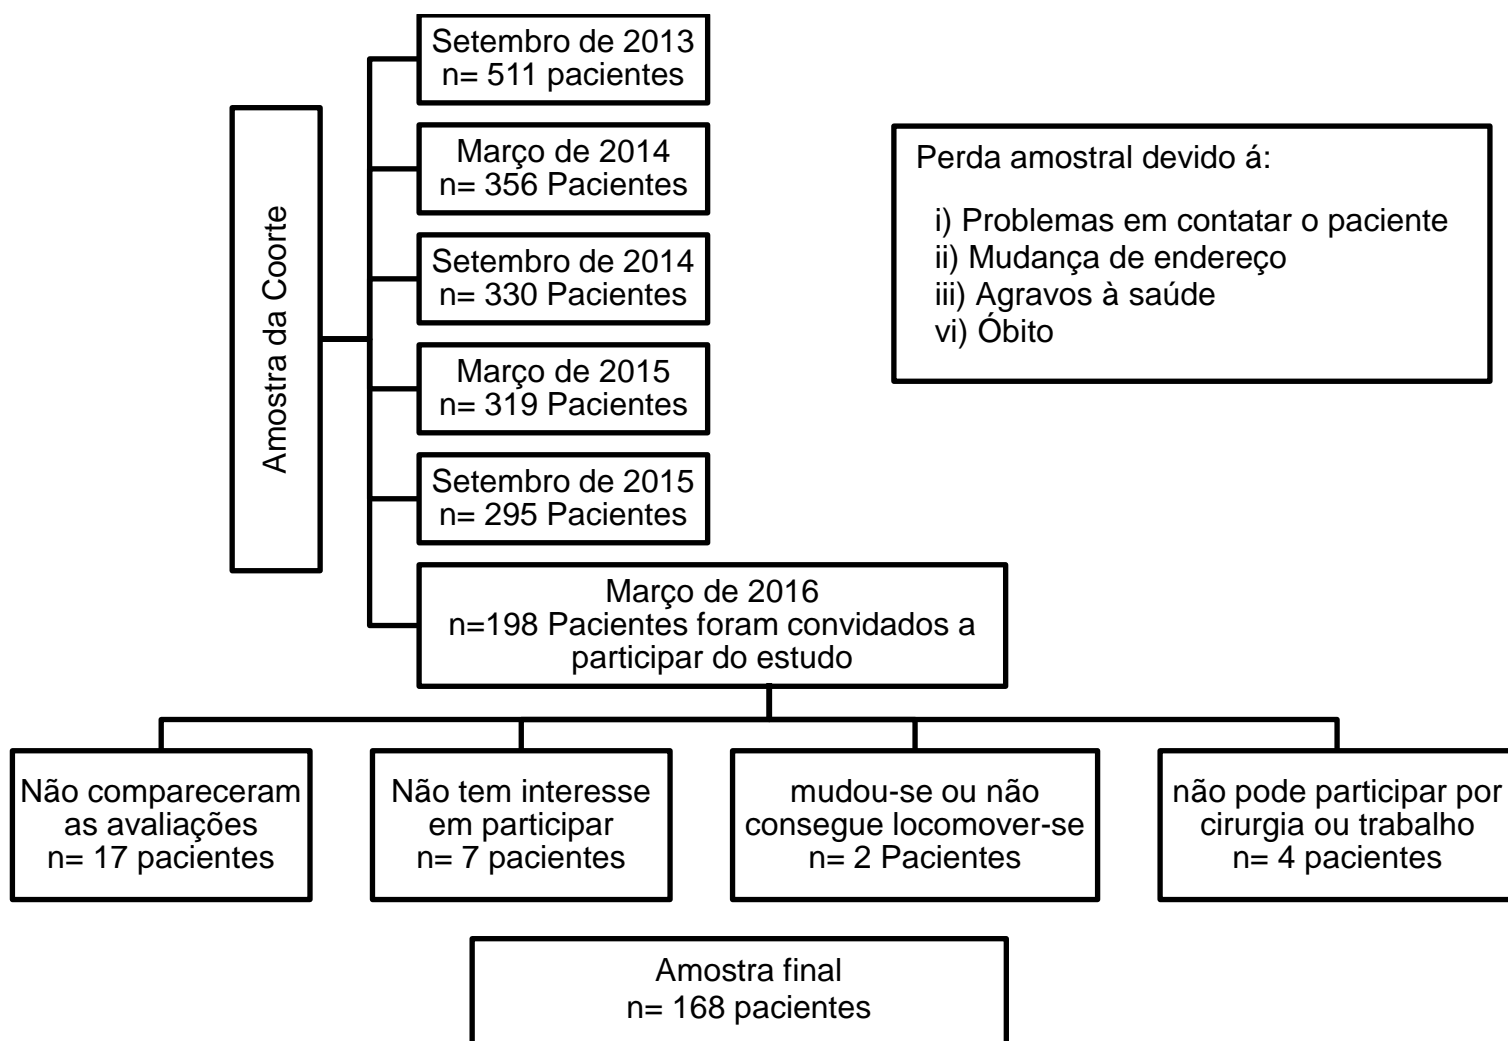 Amostra da Coorte
Setembro de 2013
n= 511 pacientes
Março de 2014
n= 356 Pacientes
Setembro de 2014
n= 330 Pacientes
Março de 2015
n= 319 Pacientes
Setembro de 2015
n= 295 Pacientes
Março de 2016
n=198 Pacientes foram convidados a
participar do estudo
Perda amostral devido á:
i) Problemas em contatar o paciente
ii) Mudança de endereço
iii) Agravos à saúde
vi) Óbito
Não compareceram
as avaliações
n= 17 pacientes
Não tem interesse
em participar
n= 7 pacientes
mudou-se ou não
consegue locomover-se
n= 2 Pacientes
não pode participar por
cirurgia ou trabalho
n= 4 pacientes
Amostra final
n= 168 pacientes